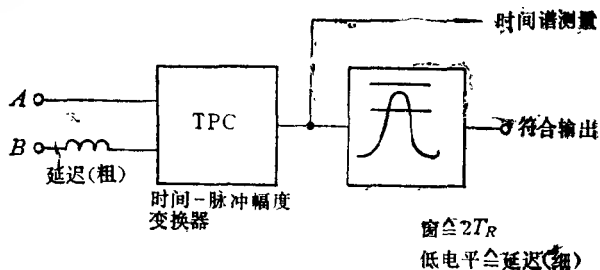 时间谱测量
A
TPC
B
符合输出
延迟(粗)
时间-脉冲幅度
变换器
窗≙2T_R
低电平≙延迟(细)